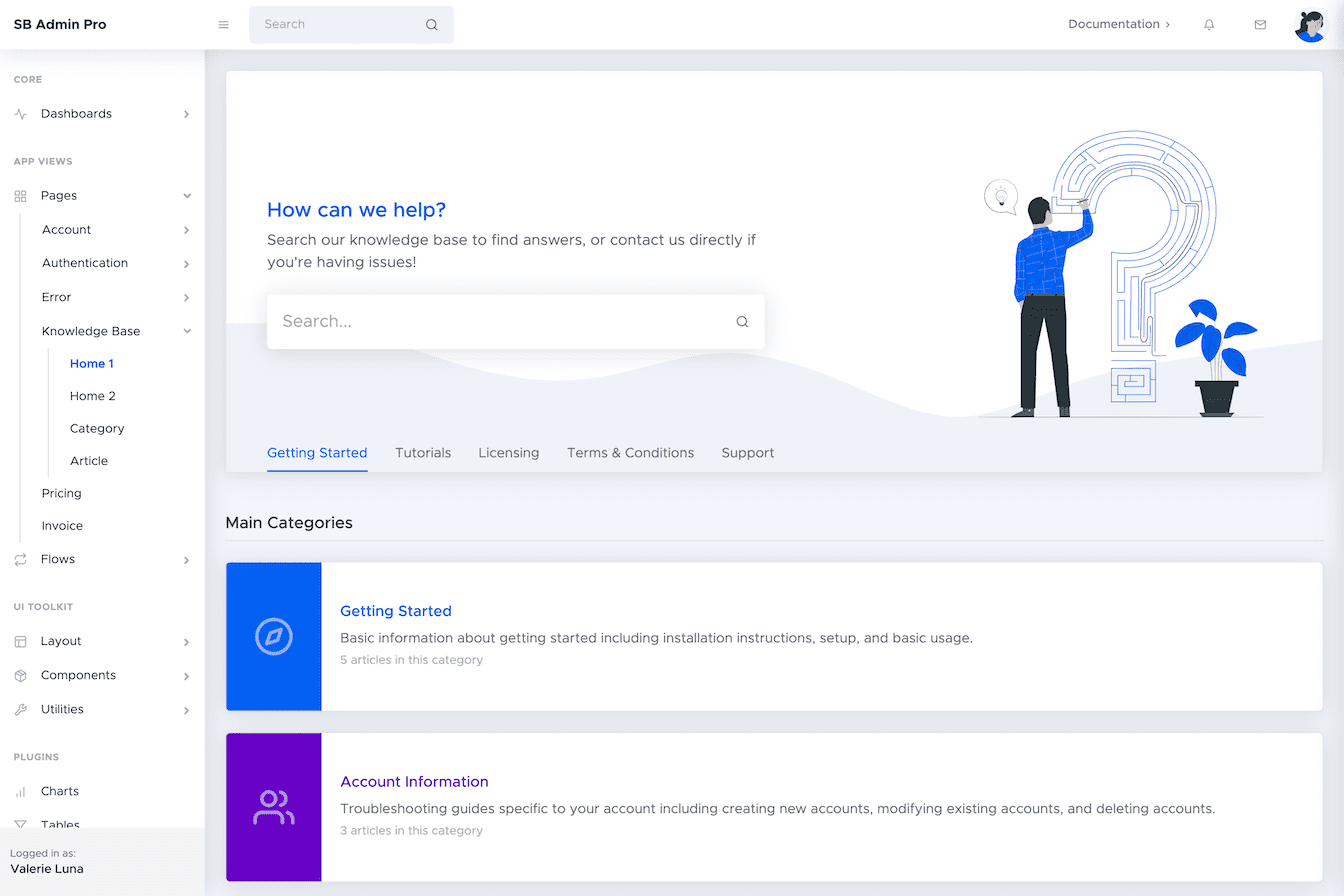 SB Admin Pro
Search
Documentation
CORE
Dashboards
APP VIEWS
Pages
Account
Authentication
Error
Knowledge Base
Home 1
Home 2
Category
Article
Pricing
Invoice
Flows
UI TOOLKIT
Layout
Components
Utilities
PLUGINS
Charts
Tables
Logged in as:
Valerie Luna
How can we help?
Search our knowledge base to find answers, or contact us directly if
you're having issues!
Search...
Getting Started
Tutorials
Licensing
Terms & Conditions
Support
Main Categories
Getting Started
Basic information about getting started including installation instructions, setup, and basic usage.
5 articles in this category
Account Information
Troubleshooting guides specific to your account including creating new accounts, modifying existing accounts, and deleting accounts.
3 articles in this category